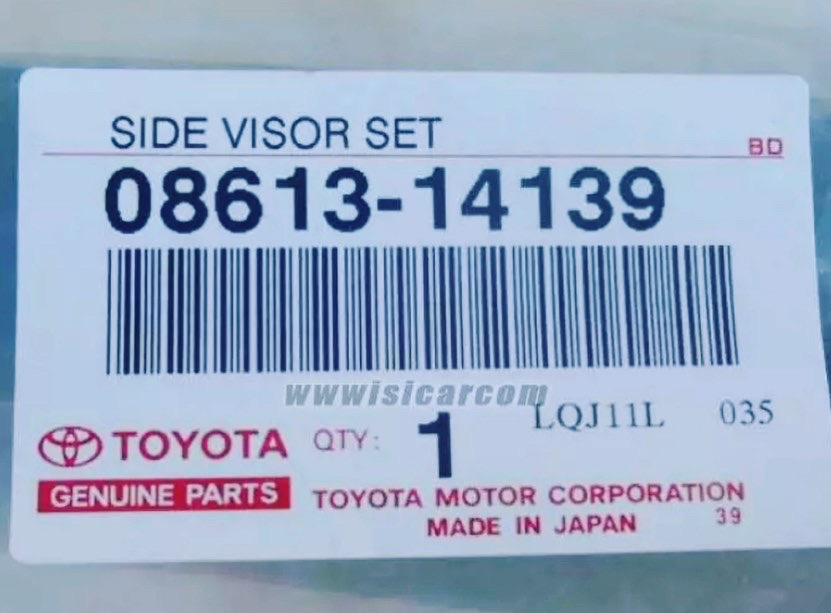 SIDE VISOR SET
BD
08613-14139
wwwisicarcom
LQJ11L 035
TOYOTA QTY: 1
GENUINE PARTS
TOYOTA MOTOR CORPORATION
MADE IN JAPAN 39